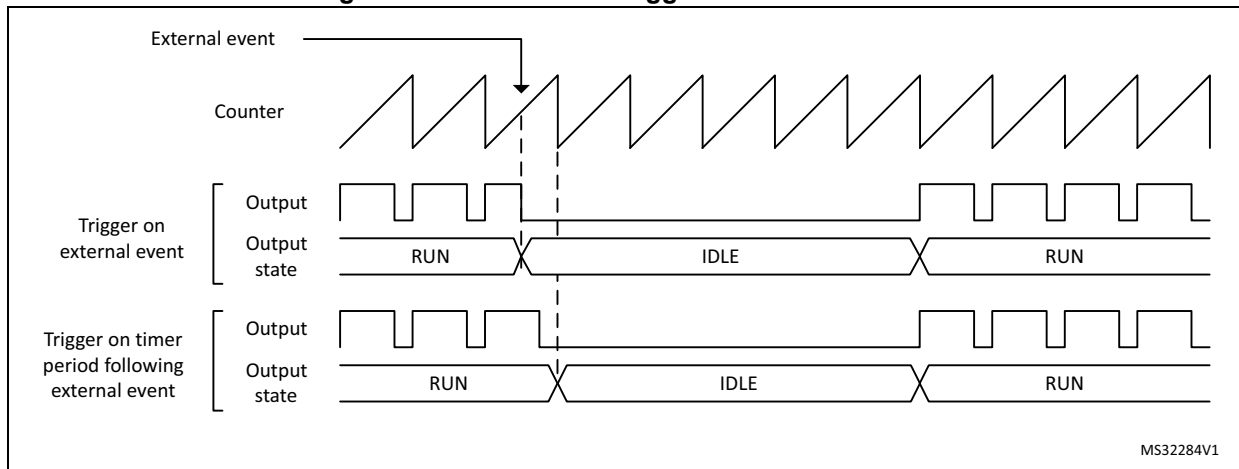 External event
Counter
Trigger on
external event
Output
Output
state
RUN
IDLE
RUN
Trigger on timer
period following
external event
Output
Output
state
RUN
IDLE
RUN
MS32284V1